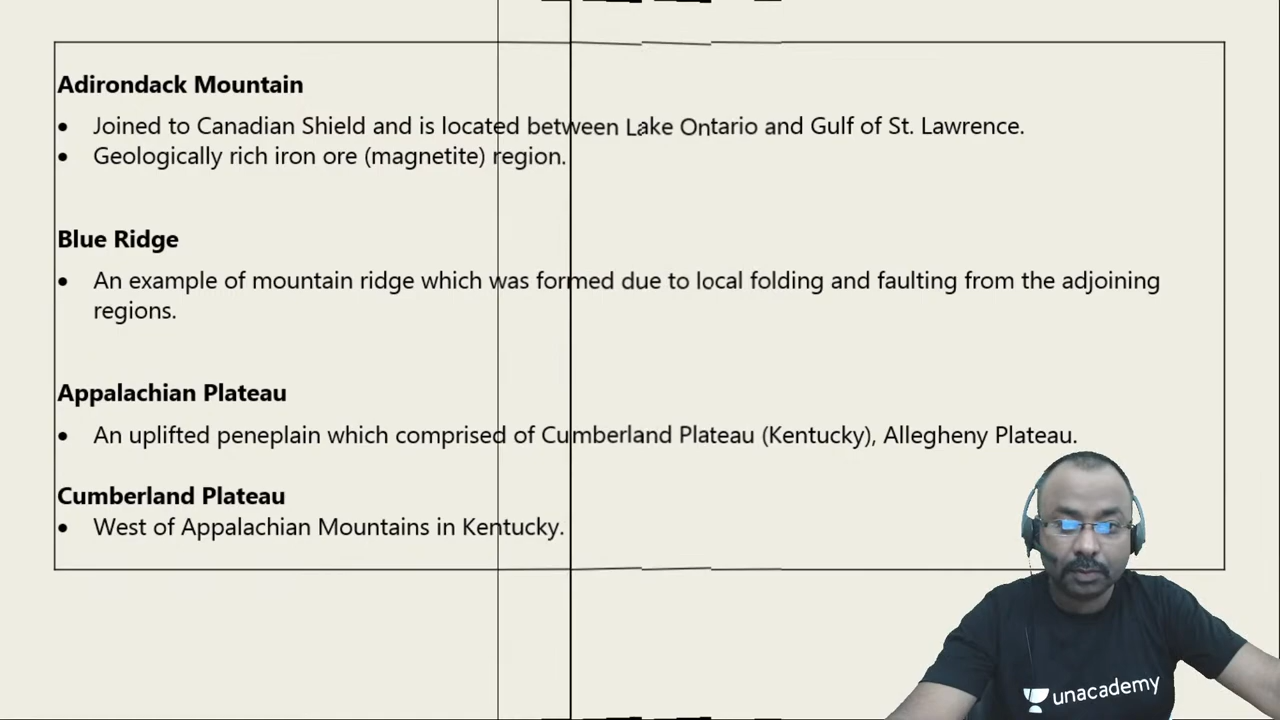 Adirondack Mountain
• Joined to Canadian Shield and is located between Lake Ontario and Gulf of St. Lawrence.
• Geologically rich iron ore (magnetite) region.
Blue Ridge
• An example of mountain ridge which was formed due to local folding and faulting from the adjoining
regions.
Appalachian Plateau
• An uplifted peneplain which comprised of Cumberland Plateau (Kentucky), Allegheny Plateau.
Cumberland Plateau
• West of Appalachian Mountains in Kentucky.
unacademy